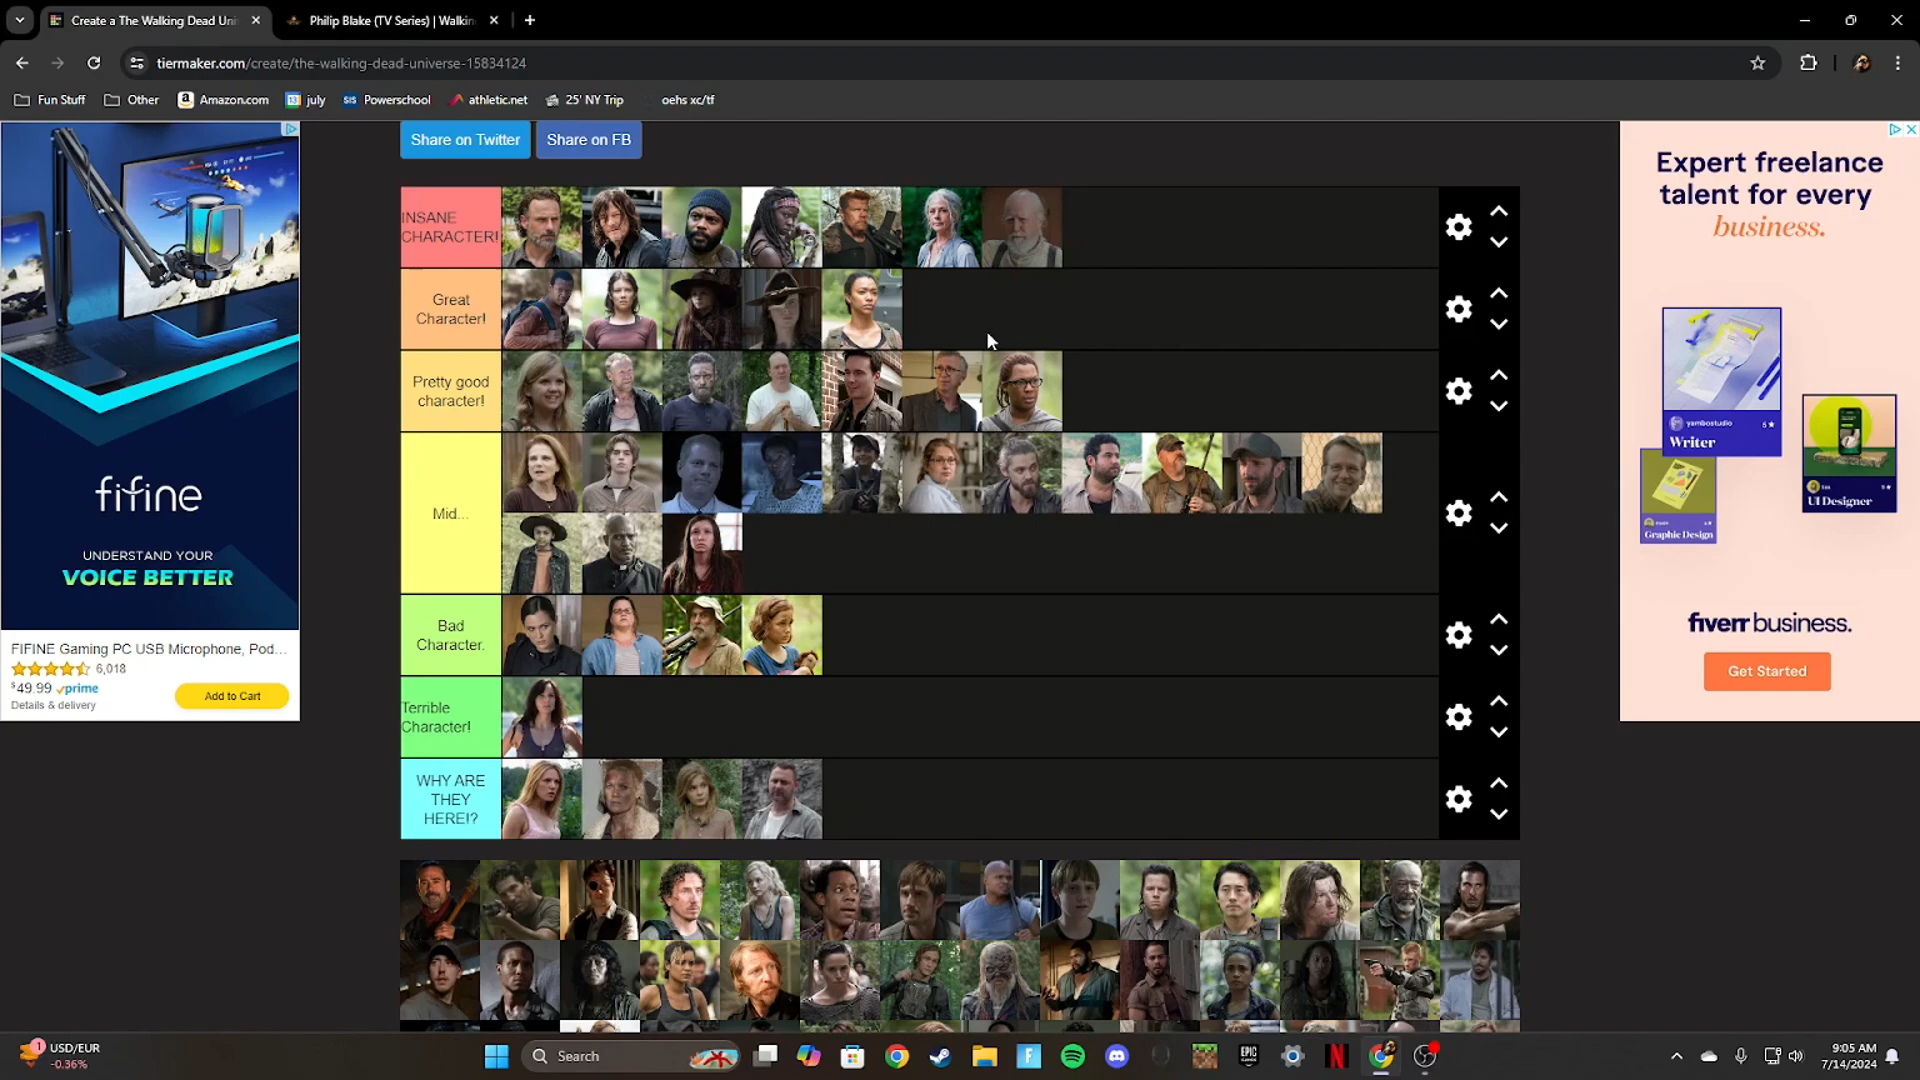 Create a The Walking Dead Uni
Philip Blake (TV Series) | Walkin
tiermaker.com/create/the-walking-dead-universe-15834124
Fun Stuff
Other
Amazon.com
july
Powerschool
athletic.net
25' NY Trip
oehs xc/tf
Share on Twitter
Share on FB
INSANE
CHARACTER!
Great
Character!
Pretty good
character!
Mid...
Bad
Character.
Terrible
Character!
WHY ARE
THEY
HERE!?
fifine
UNDERSTAND YOUR
VOICE BETTER
FIFINE Gaming PC USB Microphone, Pod...
6,018
$49.99 prime
Details & delivery
Add to Cart
Expert freelance
talent for every
business.
yambostudio
5
Writer
UI Designer
Graphic Design
fiverr business.
Get Started
1
USD/EUR
-0.36%
Search
EPIC
9:05 AM
7/14/2024